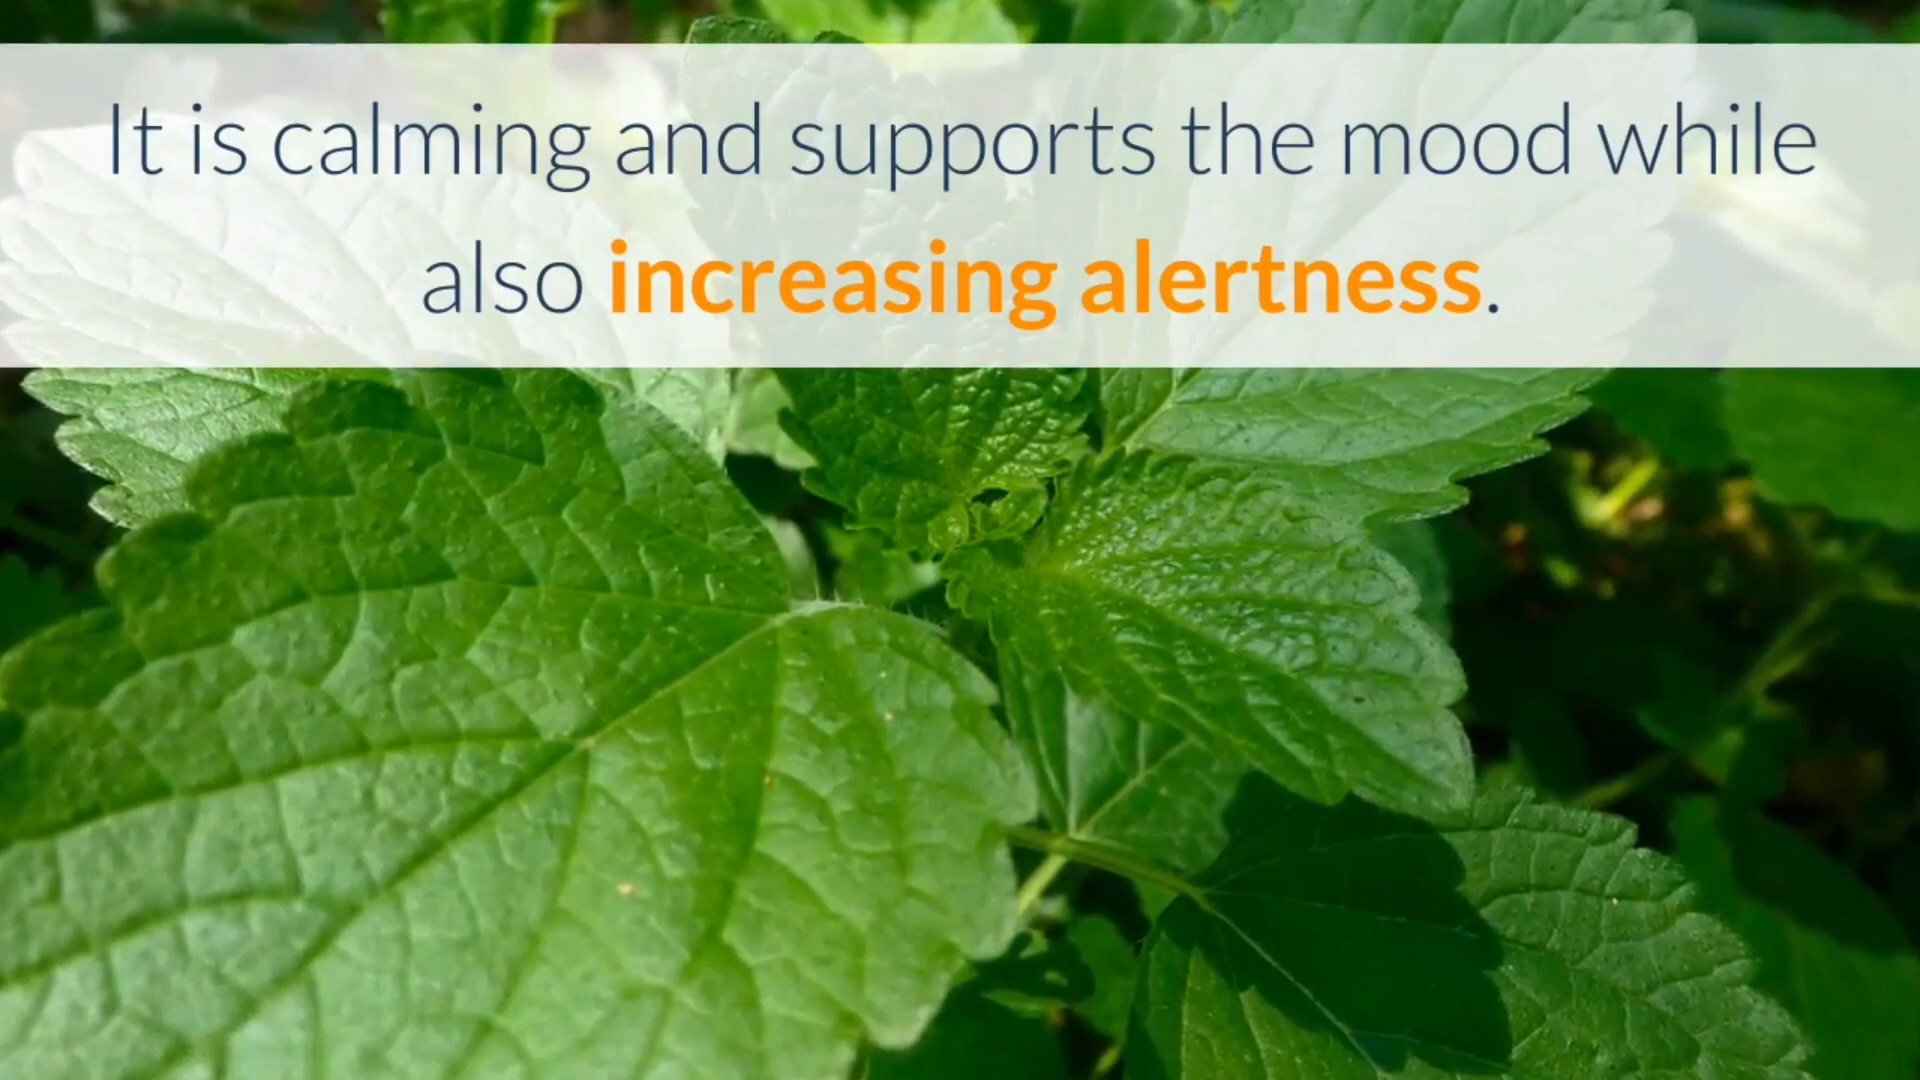 It is calming and supports the mood while
also increasing alertness.